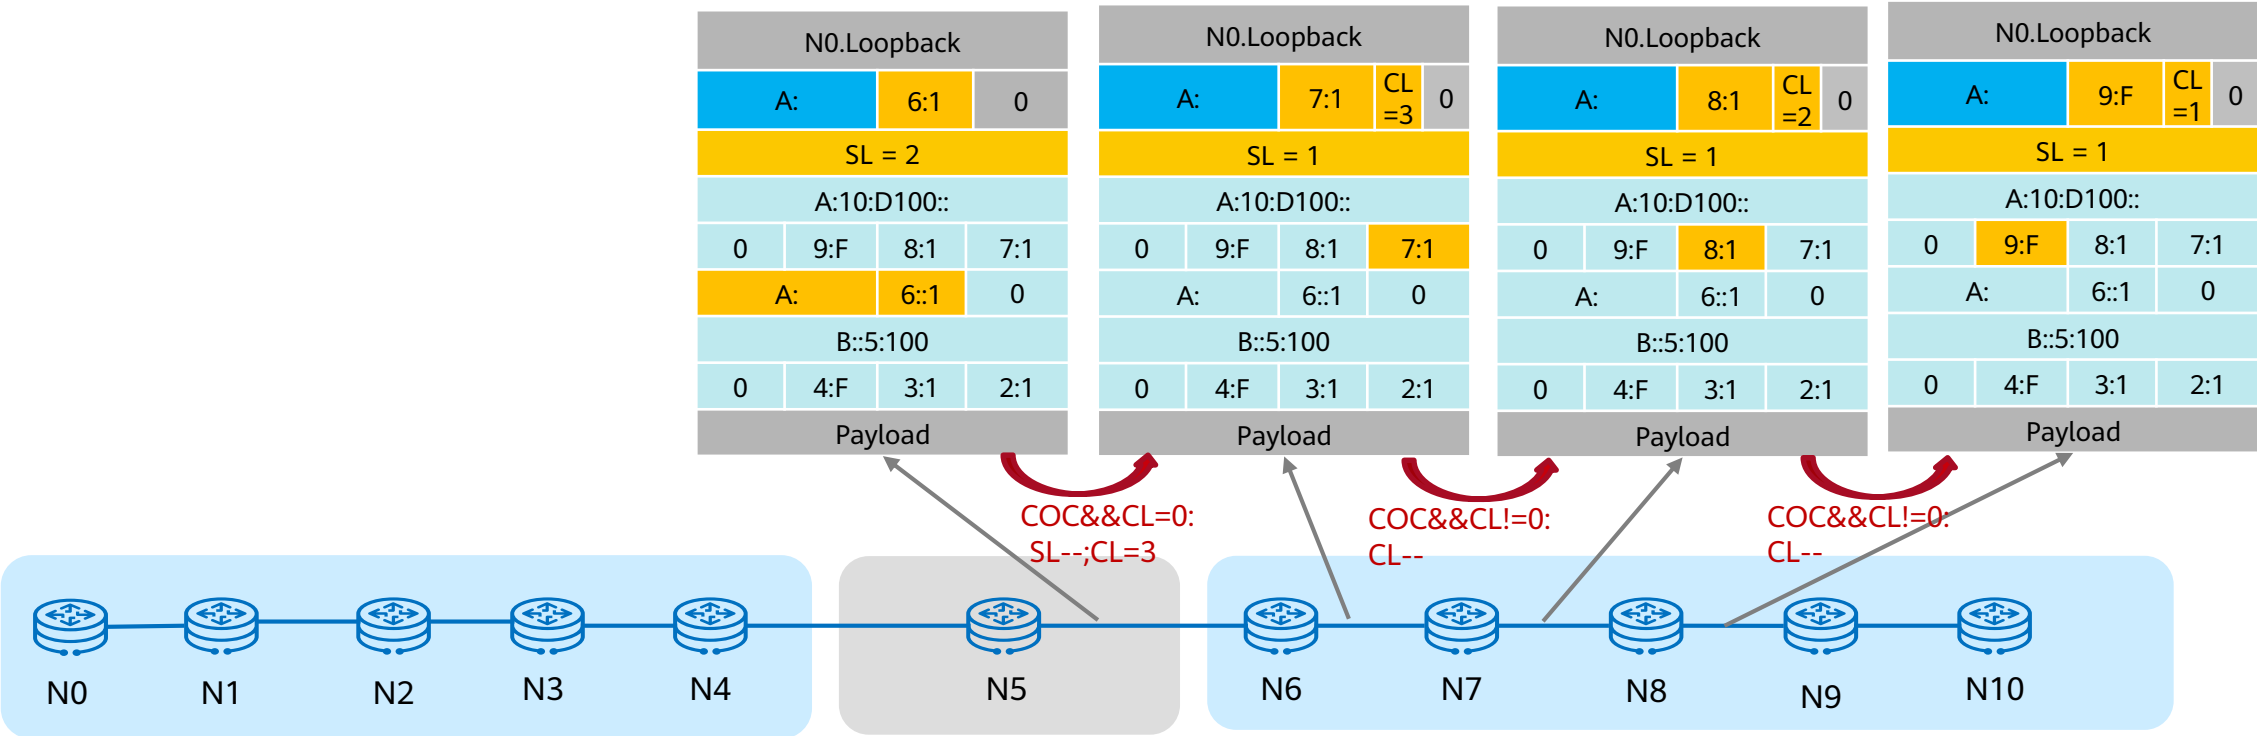 N0.Loopback
A: 6:1 0
SL = 2
A:10:D100::
0 9:F 8:1 7:1
A: 6::1 0
B::5:100
0 4:F 3:1 2:1
Payload
N0.Loopback
A: 7:1 CL
=3 0
SL = 1
A:10:D100::
0 9:F 8:1 7:1
A: 6::1 0
B::5:100
0 4:F 3:1 2:1
Payload
N0.Loopback
A: 8:1 CL
=2 0
SL = 1
A:10:D100::
0 9:F 8:1 7:1
A: 6::1 0
B::5:100
0 4:F 3:1 2:1
Payload
N0.Loopback
A: 9:F CL
=1 0
SL = 1
A:10:D100::
0 9:F 8:1 7:1
A: 6::1 0
B::5:100
0 4:F 3:1 2:1
Payload
COC&&CL=0:
SL--;CL=3
COC&&CL!=0:
CL--
COC&&CL!=0:
CL--
N0 N1 N2 N3 N4 N5 N6 N7 N8 N9 N10